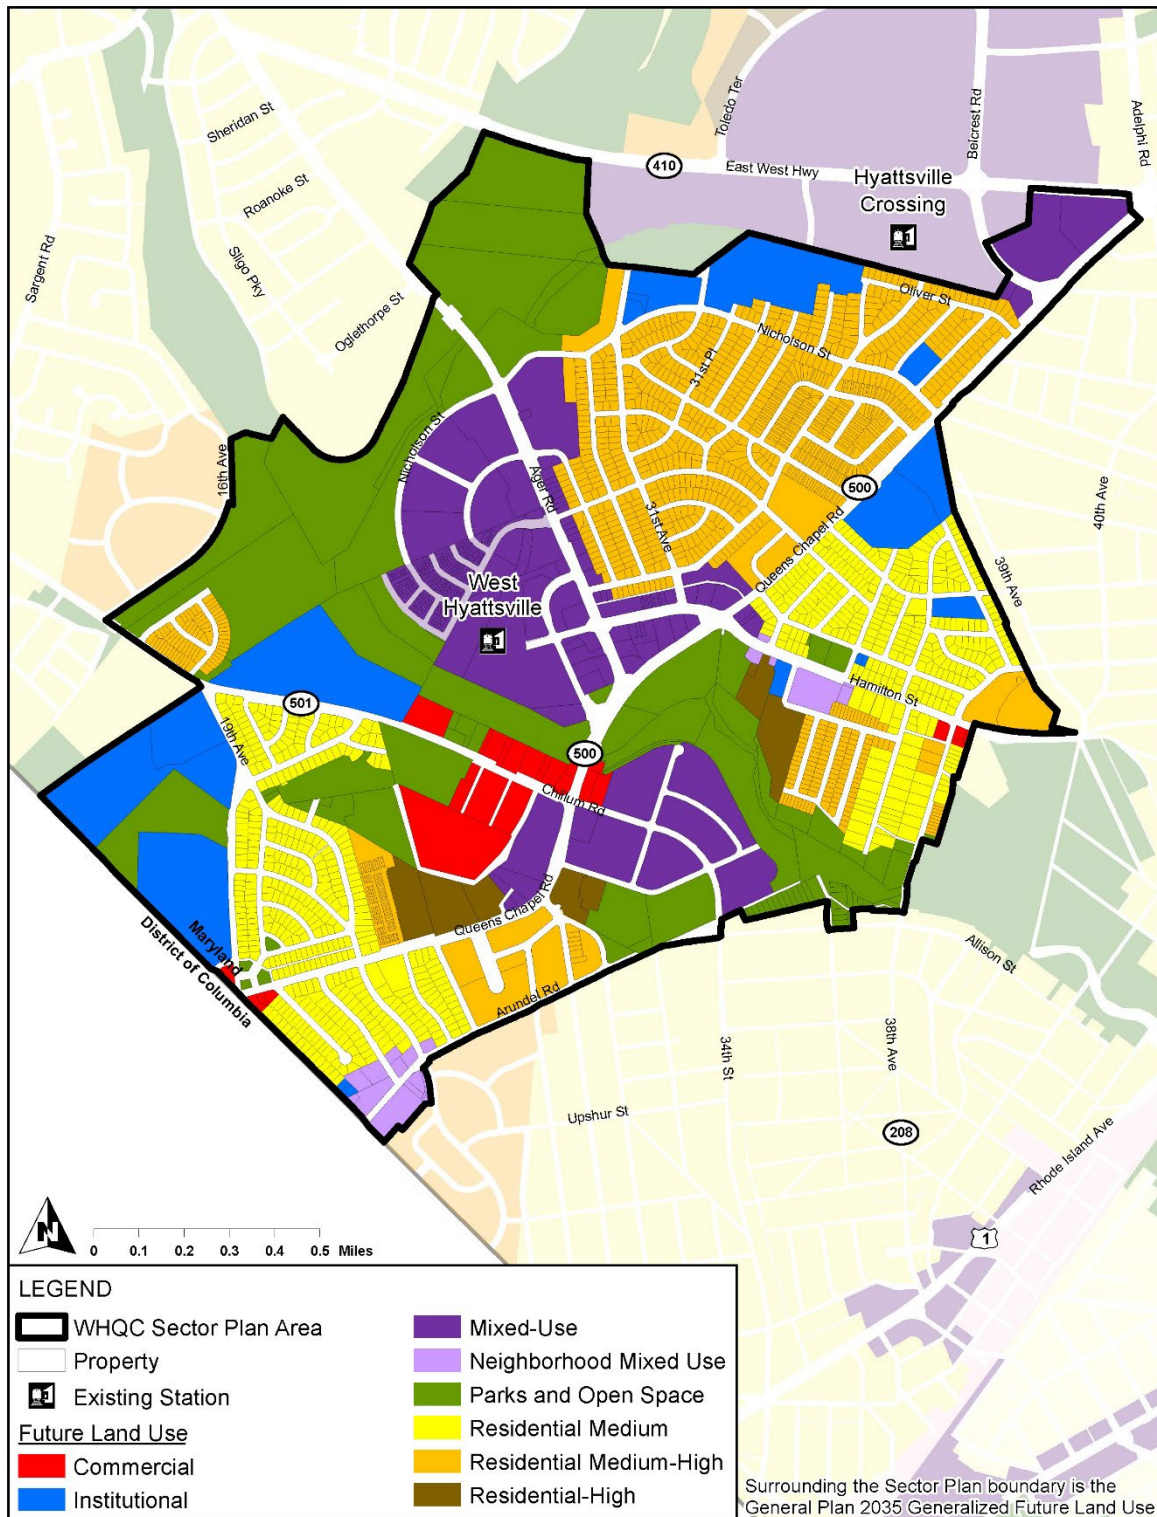 Sheridan St
Roanoke St
Sligo Pky
Sargent Rd
Oglethorpe St
16th Ave
Toledo Ter
Belcrest Rd
Adelphi Rd
410
East West Hwy
Hyattsville
Crossing
Oliver St
Nicholson St
31st Pl
Nicholson St
Ager Rd
31st Ave
500
Queens Chapel Rd
40th Ave
39th Ave
West
Hyattsville
Hamilton St
501
19th Ave
500
Chillum Rd
Queens Chapel Rd
Arundel Rd
Maryland
District of Columbia
Allison St
34th St
38th Ave
Upshur St
208
Rhode Island Ave
1
N
0 0.1 0.2 0.3 0.4 0.5 Miles
LEGEND
WHQC Sector Plan Area
Property
Existing Station
Future Land Use
Commercial
Institutional
Mixed-Use
Neighborhood Mixed Use
Parks and Open Space
Residential Medium
Residential Medium-High
Residential-High
Surrounding the Sector Plan boundary is the
General Plan 2035 Generalized Future Land Use